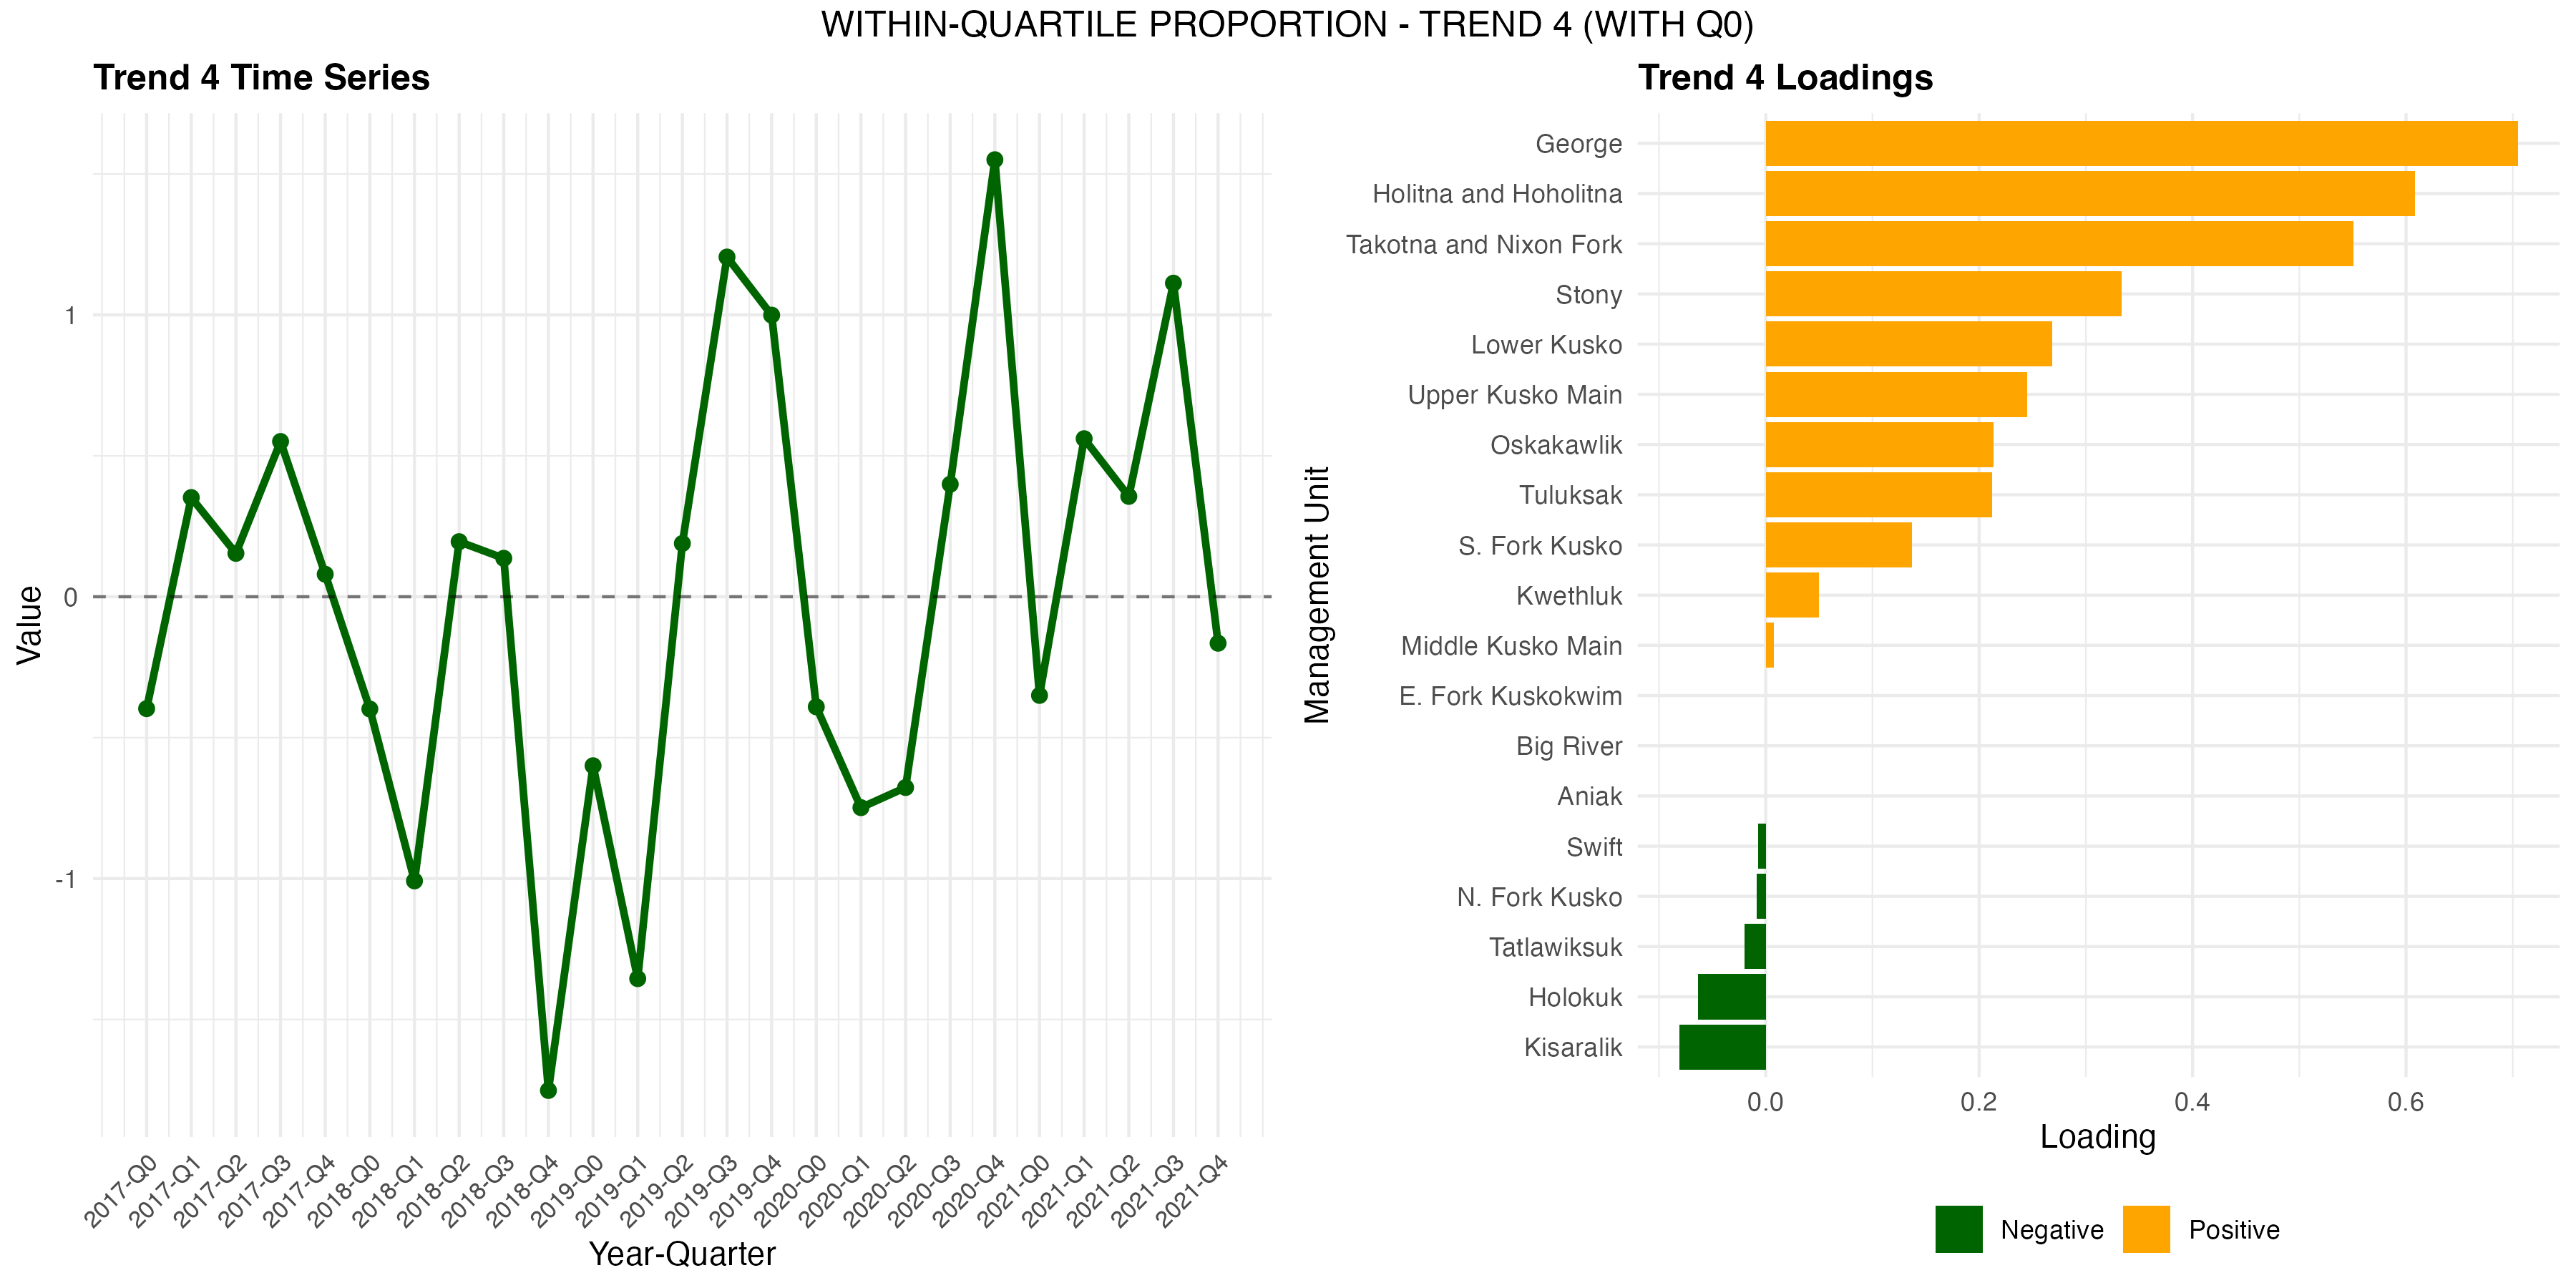 WITHIN-QUARTILE PROPORTION - TREND 4 (WITH Q0)
Trend 4 Time Series
Value
1
0
-1
2017-Q0
2017-Q1
2017-Q2
2017-Q3
2017-Q4
2018-Q0
2018-Q1
2018-Q2
2018-Q3
2018-Q4
2019-Q0
2019-Q1
2019-Q2
2019-Q3
2019-Q4
2020-Q0
2020-Q1
2020-Q2
2020-Q3
2020-Q4
2021-Q0
2021-Q1
2021-Q2
2021-Q3
2021-Q4
Year-Quarter
Trend 4 Loadings
Management Unit
George
Holitna and Hoholitna
Takotna and Nixon Fork
Stony
Lower Kusko
Upper Kusko Main
Oskakawlik
Tuluksak
S. Fork Kusko
Kwethluk
Middle Kusko Main
E. Fork Kuskokwim
Big River
Aniak
Swift
N. Fork Kusko
Tatlawiksuk
Holokuk
Kisaralik
0.0
0.2
0.4
0.6
Loading
Negative
Positive